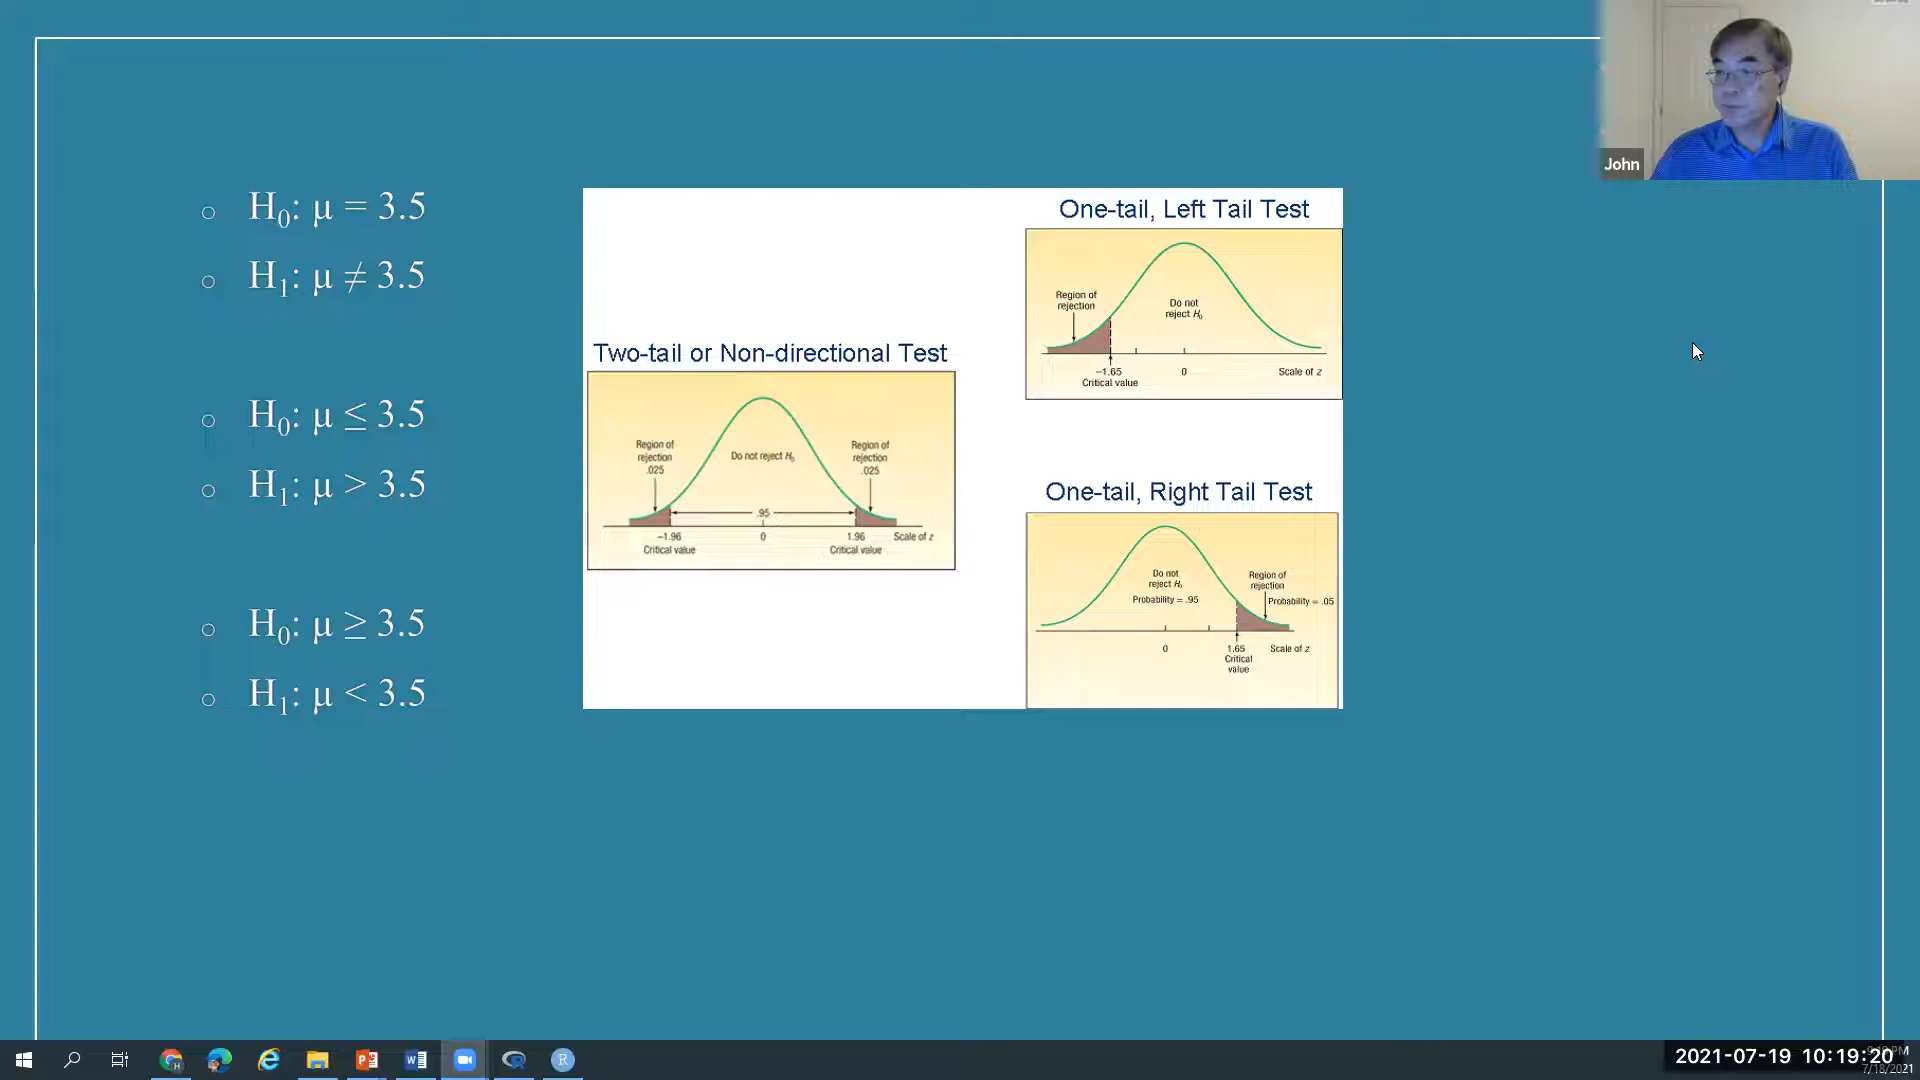 John
H₀: μ = 3.5
H₁: μ ≠ 3.5
H₀: μ ≤ 3.5
H₁: μ > 3.5
H₀: μ ≥ 3.5
H₁: μ < 3.5
Two-tail or Non-directional Test
Region of
rejection
.025
Do not reject H₀
Region of
rejection
.025
.95
−1.96
0
1.96
Scale of z
Critical value
Critical value
One-tail, Left Tail Test
Region of
rejection
Do not
reject H₀
−1.65
0
Scale of z
Critical value
One-tail, Right Tail Test
Do not
reject H₀
Probability = .95
Region of
rejection
Probability = .05
0
1.65
Scale of z
Critical
value
2021-07-19 10:19:20
7/18/2021